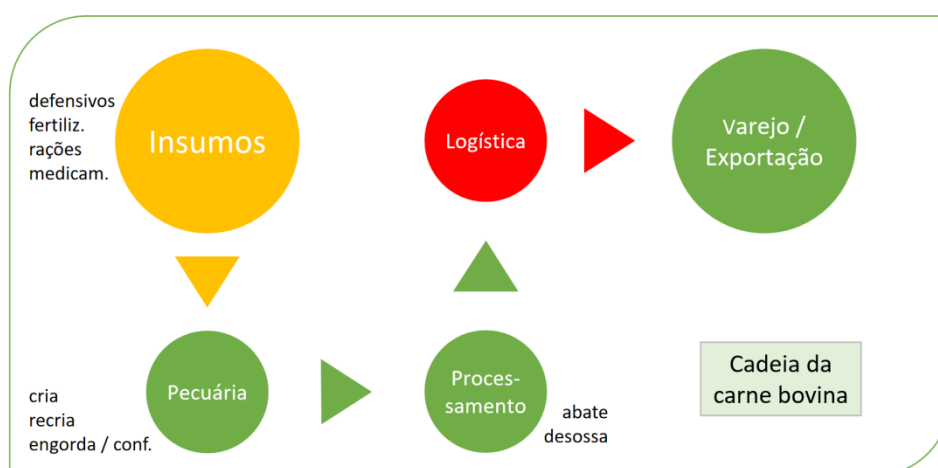 defensivos
fertiliz.
rações
medicam.
Insumos
Logística
Varejo /
Exportação
cria
recria
engorda / conf.
Pecuária
Proces-
samento
abate
desossa
Cadeia da
carne bovina